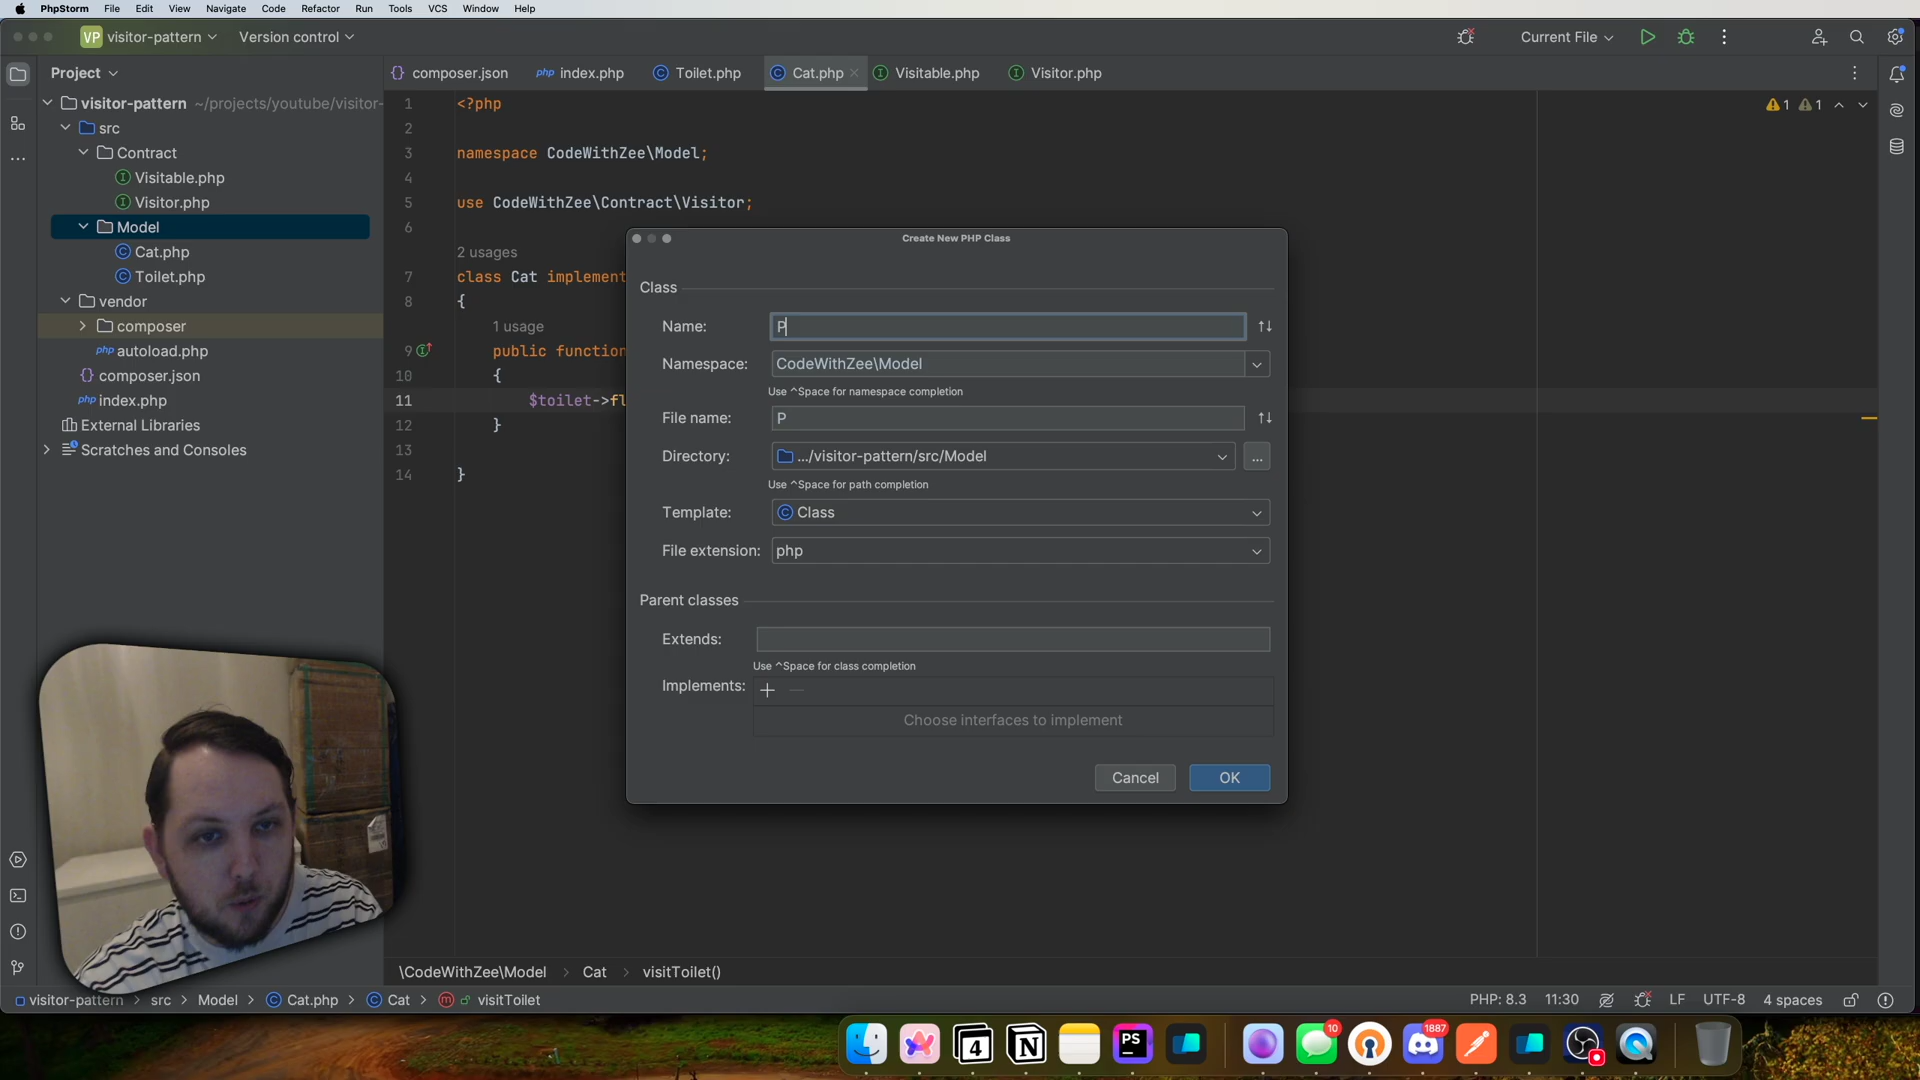 PhpStorm File Edit View Navigate Code Refactor Run Tools VCS Window Help
VP visitor-pattern Version control Current File
Project
composer.json index.php Toilet.php Cat.php Visitable.php Visitor.php
visitor-pattern ~/projects/youtube/visitor-
src
Contract
Visitable.php
Visitor.php
Model
Cat.php
Toilet.php
vendor
composer
php autoload.php
{} composer.json
php index.php
External Libraries
Scratches and Consoles
1 <?php
2
3 namespace CodeWithZee\Model;
4
5 use CodeWithZee\Contract\Visitor;
6
2 usages
7 class Cat implement
8 {
1 usage
9 public function
10 {
11 $toilet->fl
12 }
13
14 }
1 1
Create New PHP Class
Class
Name: P
Namespace: CodeWithZee\Model
Use ^Space for namespace completion
File name: P
Directory: .../visitor-pattern/src/Model ...
Use ^Space for path completion
Template: Class
File extension: php
Parent classes
Extends:
Use ^Space for class completion
Implements:
Choose interfaces to implement
Cancel OK
\CodeWithZee\Model > Cat > visitToilet()
visitor-pattern > src > Model > Cat.php > Cat > visitToilet
PHP: 8.3 11:30 LF UTF-8 4 spaces
4 N PS 10 1887